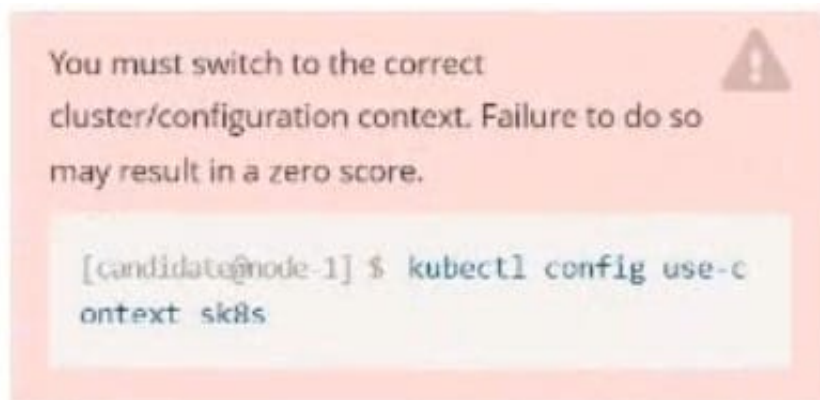 You must switch to the correct
cluster/configuration context. Failure to do so
may result in a zero score.
[candidate@node-1] $ kubectl config use-c
ontext sk8s